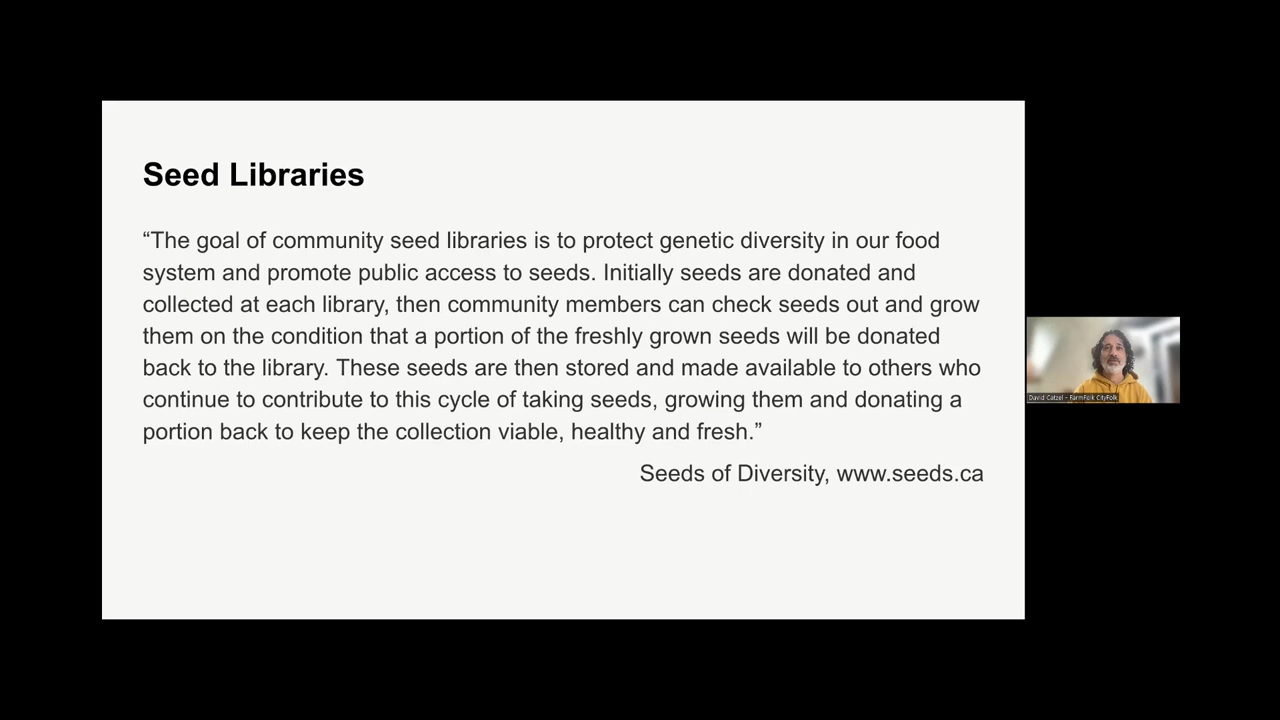 Seed Libraries
“The goal of community seed libraries is to protect genetic diversity in our food
system and promote public access to seeds. Initially seeds are donated and
collected at each library, then community members can check seeds out and grow
them on the condition that a portion of the freshly grown seeds will be donated
back to the library. These seeds are then stored and made available to others who
continue to contribute to this cycle of taking seeds, growing them and donating a
portion back to keep the collection viable, healthy and fresh.”
Seeds of Diversity, www.seeds.ca
David Catzel - FarmFolk CityFolk